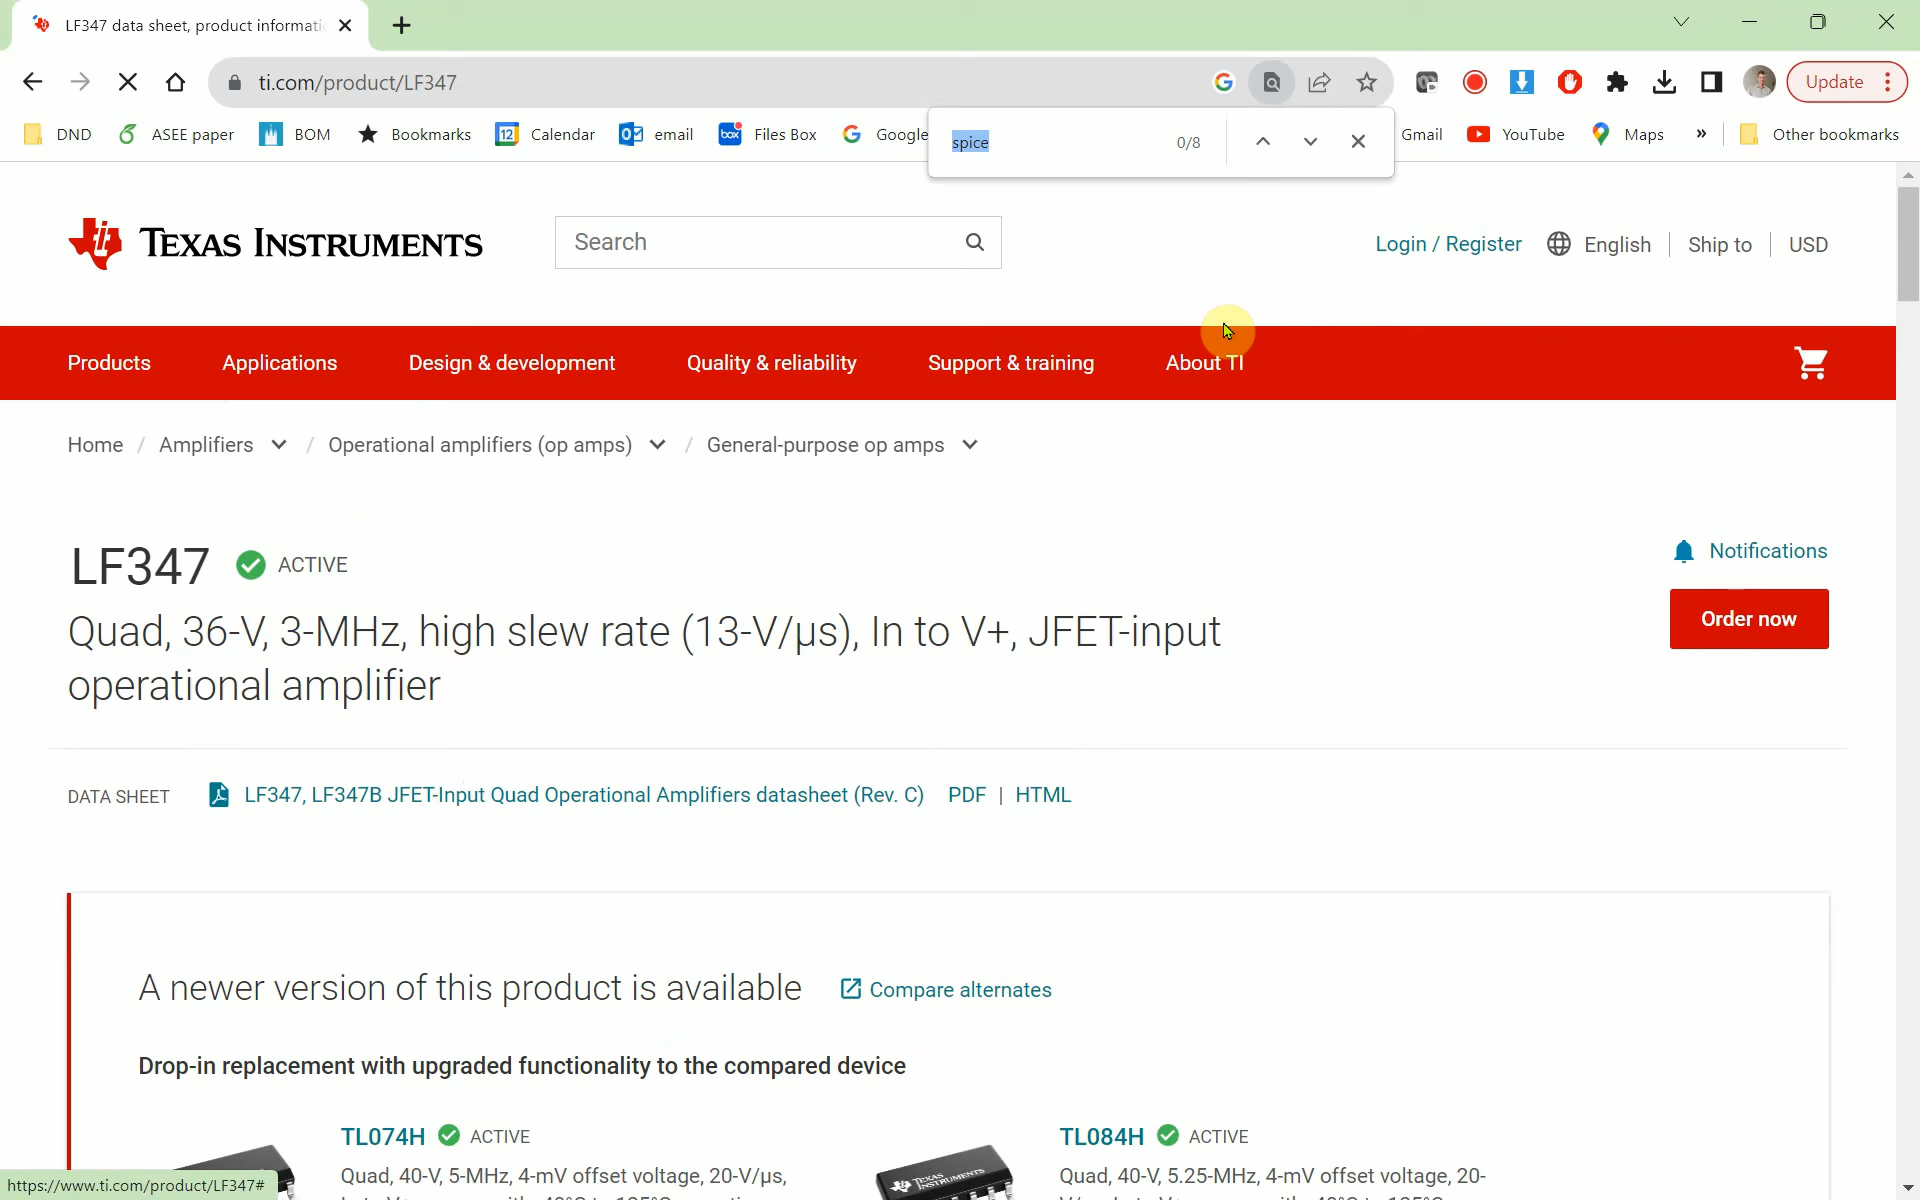 LF347 data sheet, product informati
ti.com/product/LF347
Update
DND
ASEE paper
BOM
Bookmarks
12
Calendar
email
box
Files Box
Google
spice
0/8
Gmail
YouTube
Maps
»
Other bookmarks
TEXAS INSTRUMENTS
Search
Login / Register
English
Ship to
USD
Products
Applications
Design & development
Quality & reliability
Support & training
About TI
Home / Amplifiers / Operational amplifiers (op amps) / General-purpose op amps
LF347
ACTIVE
Quad, 36-V, 3-MHz, high slew rate (13-V/µs), In to V+, JFET-input
operational amplifier
Notifications
Order now
DATA SHEET
LF347, LF347B JFET-Input Quad Operational Amplifiers datasheet (Rev. C)
PDF | HTML
A newer version of this product is available
Compare alternates
Drop-in replacement with upgraded functionality to the compared device
TL074H
ACTIVE
Quad, 40-V, 5-MHz, 4-mV offset voltage, 20-V/µs,
TEXAS INSTRUMENTS
TL084H
ACTIVE
Quad, 40-V, 5.25-MHz, 4-mV offset voltage, 20-
https://www.ti.com/product/LF347#